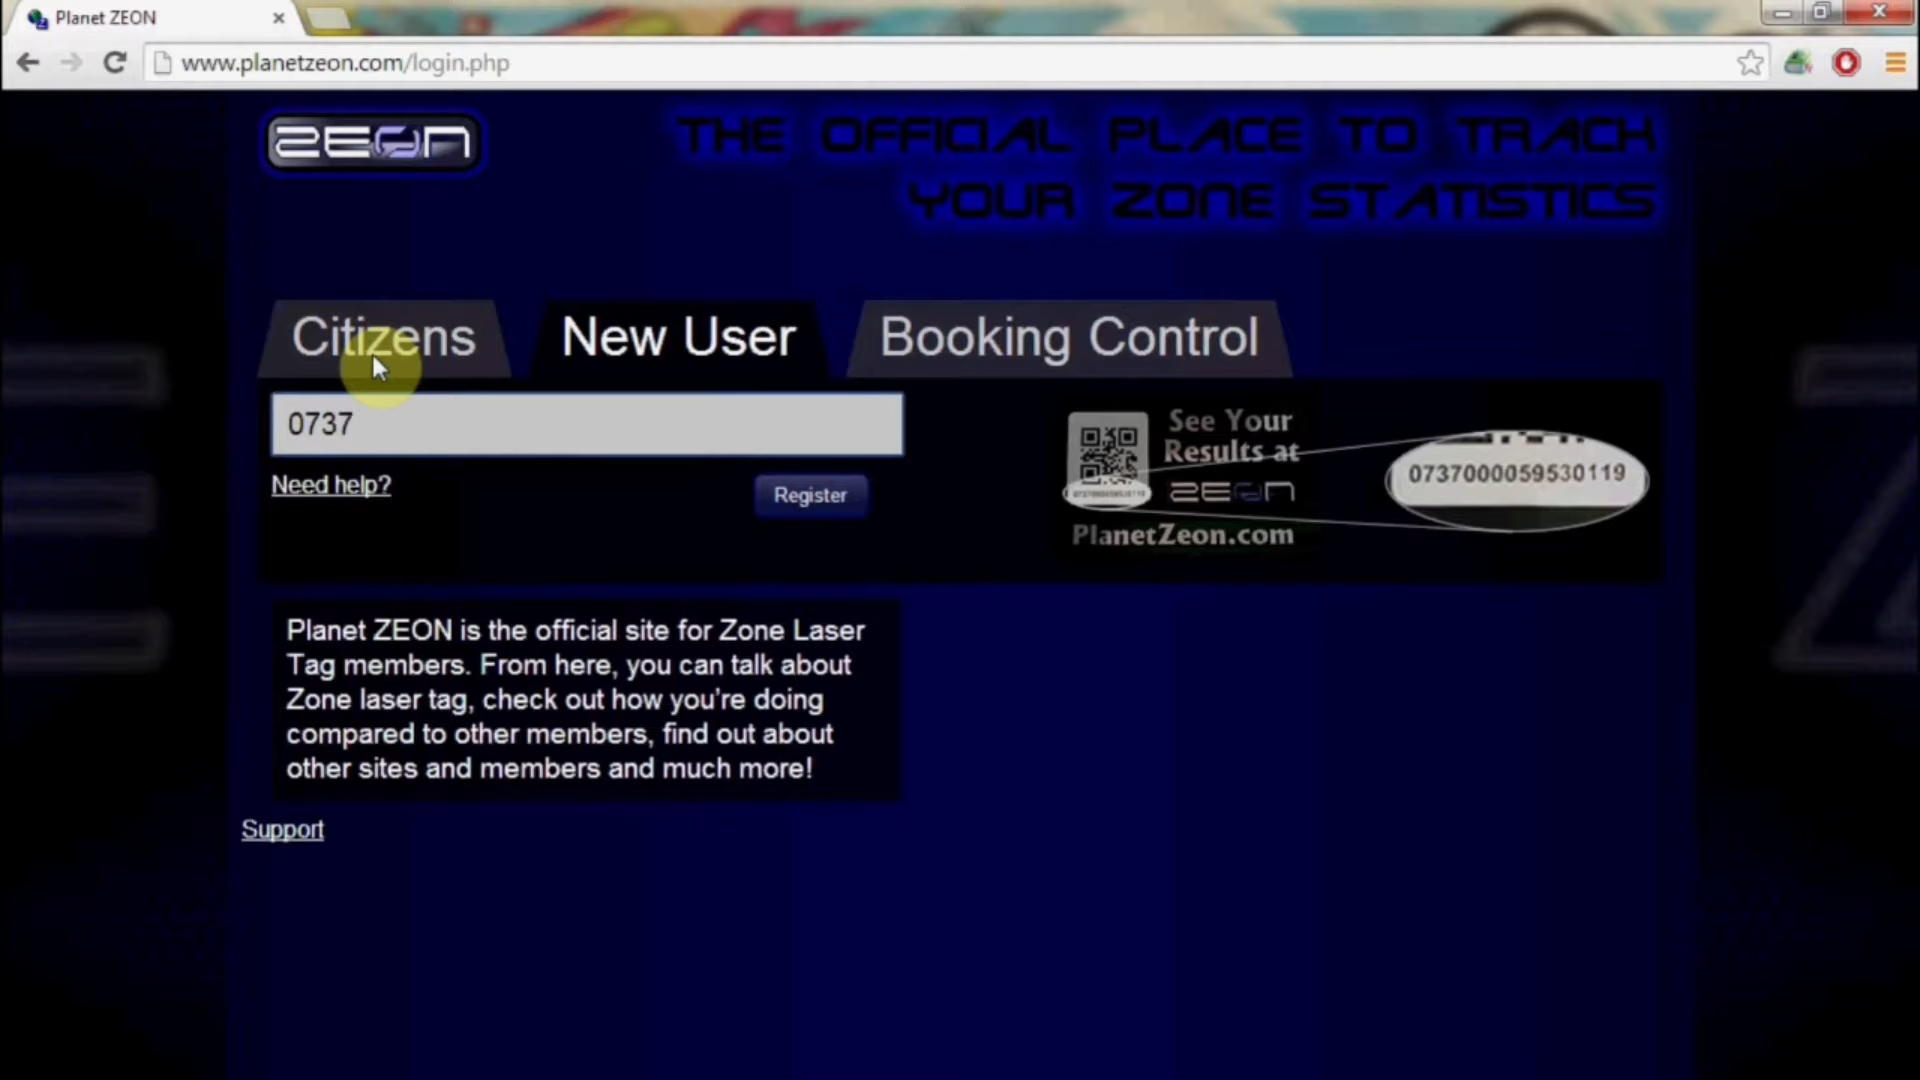 Planet ZEON
www.planetzeon.com/login.php
ZEON
THE OFFICIAL PLACE TO TRACK
YOUR ZONE STATISTICS
Citizens
New User
Booking Control
0737
Need help?
Register
See Your
Results at
ZEON
PlanetZeon.com
0737000059530119
0737000059530119
Planet ZEON is the official site for Zone Laser
Tag members. From here, you can talk about
Zone laser tag, check out how you're doing
compared to other members, find out about
other sites and members and much more!
Support